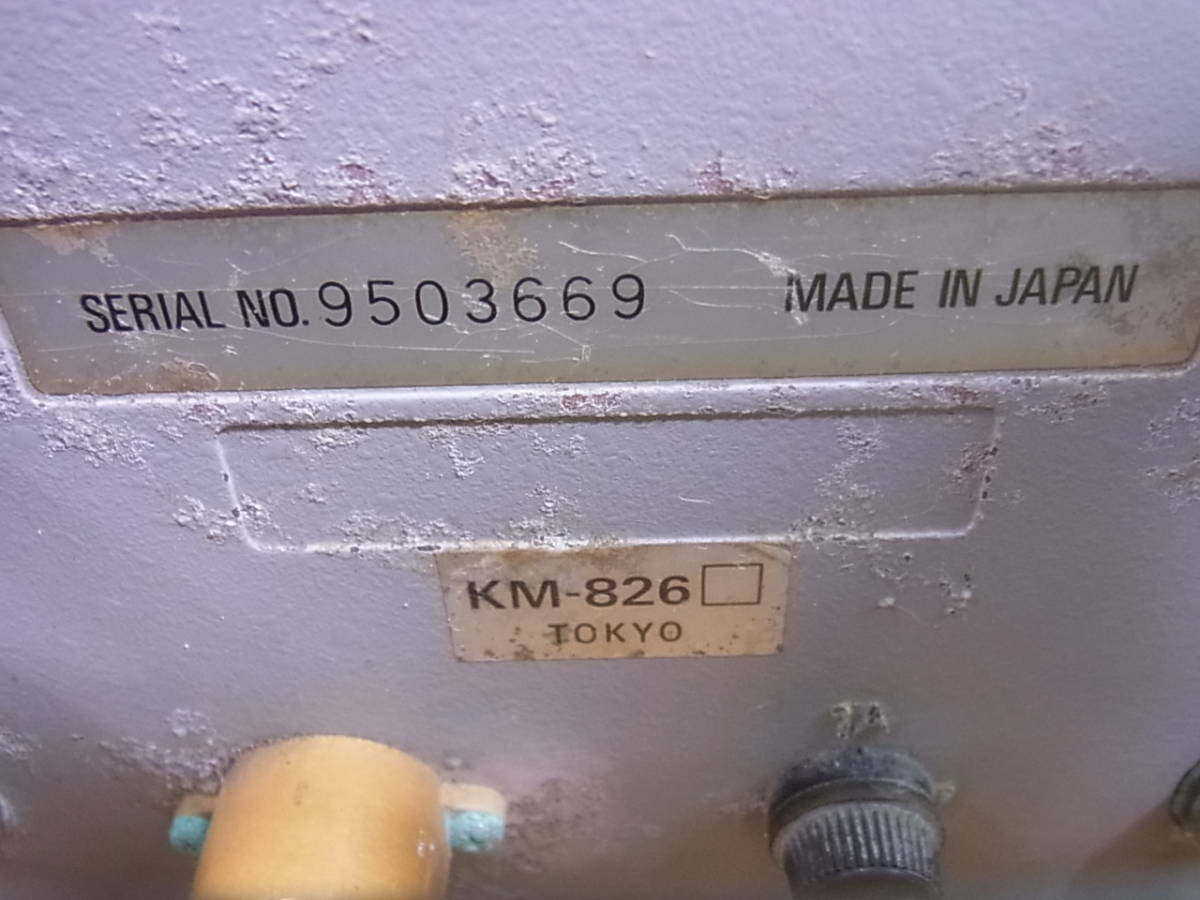 SERIAL NO. 9503669 MADE IN JAPAN
KM-826□
TOKYO